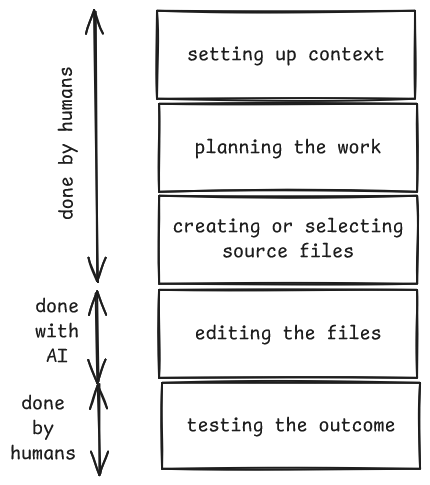 setting up context
done by humans
planning the work
creating or selecting
source files
done
with
AI
editing the files
done
by
humans
testing the outcome